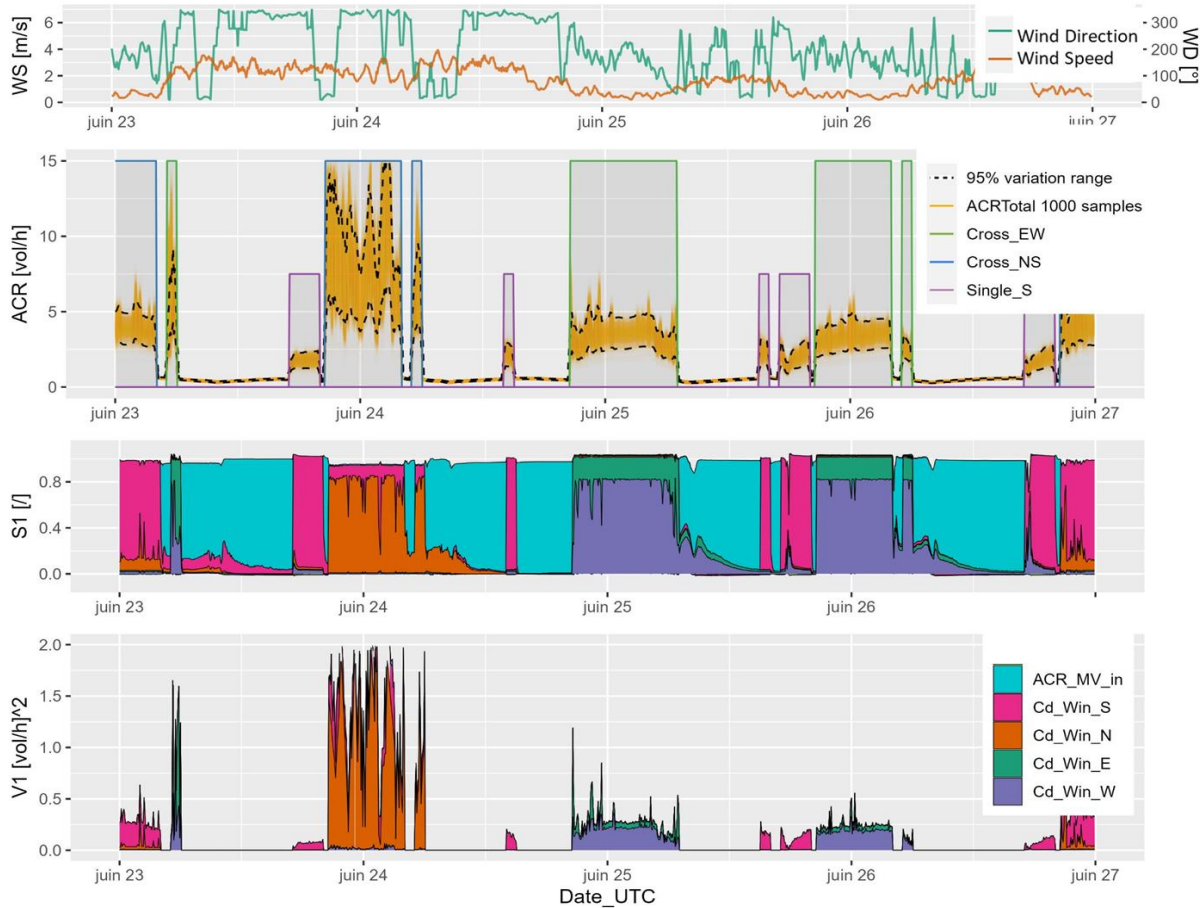 WS [m/s]
6
4
2
0
300
200
100
0
WD [°]
Wind Direction
Wind Speed
juin 23
juin 24
juin 25
juin 26
juin 27
ACR [vol/h]
15
10
5
0
95% variation range
ACRTotal 1000 samples
Cross_EW
Cross_NS
Single_S
juin 23
juin 24
juin 25
juin 26
juin 27
S1 [/]
0.8
0.4
0.0
juin 23
juin 24
juin 25
juin 26
juin 27
V1 [vol/h]^2
2.0
1.5
1.0
0.5
0.0
ACR_MV_in
Cd_Win_S
Cd_Win_N
Cd_Win_E
Cd_Win_W
juin 23
juin 24
juin 25
juin 26
juin 27
Date_UTC